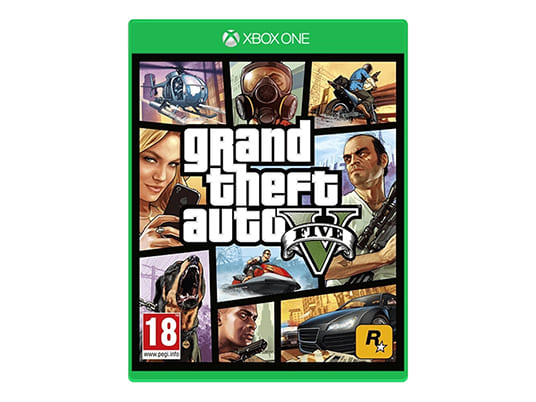 XBOX ONE
grand
theft
auto
V
FIVE
18
www.pegi.info
R